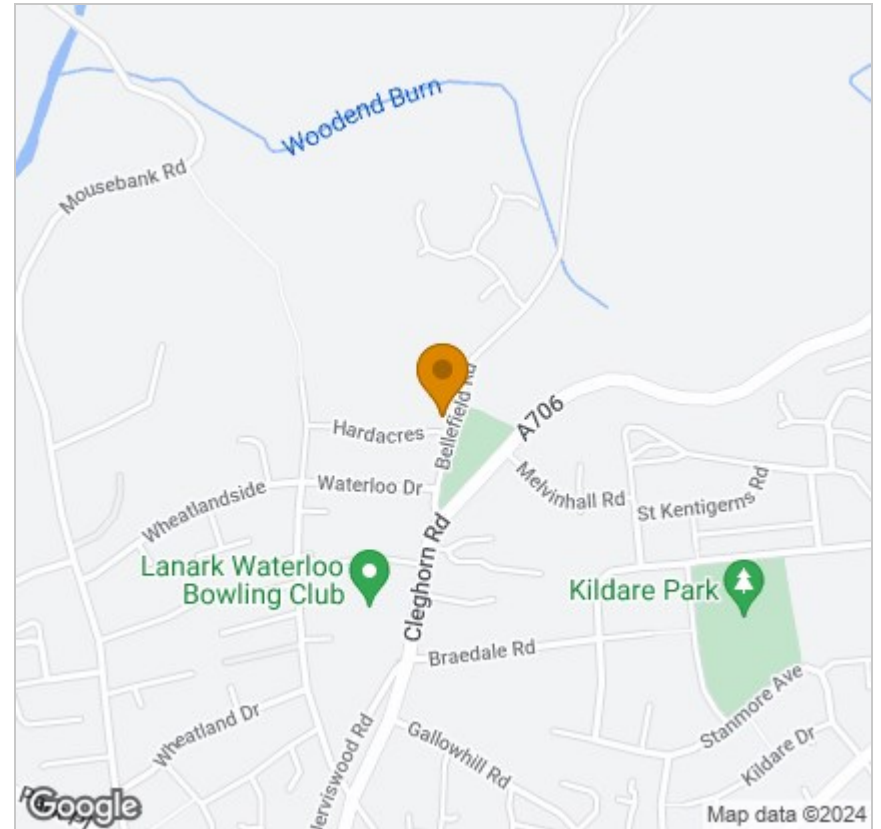 Woodend Burn
Mousebank Rd
A706
Hardacres
Bellefield Rd
Melvinhall Rd
Waterloo Dr
Wheatlandside
St Kentigerns Rd
Cleghorn Rd
Lanark Waterloo
Bowling Club
Kildare Park
Braedale Rd
Stanmore Ave
Wheatland Dr
Gallowhill Rd
Kildare Dr
Google
Map data ©2024